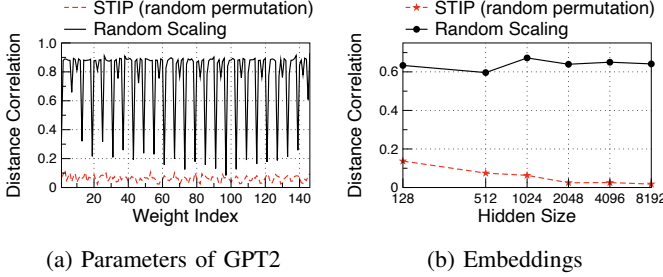 STIP (random permutation)
Random Scaling
Distance Correlation
1.0
0.8
0.6
0.4
0.2
0
20 40 60 80 100 120 140
Weight Index
(a) Parameters of GPT2
STIP (random permutation)
Random Scaling
Distance Correlation
0.6
0.4
0.2
0
128 512 1024 2048 4096 8192
Hidden Size
(b) Embeddings